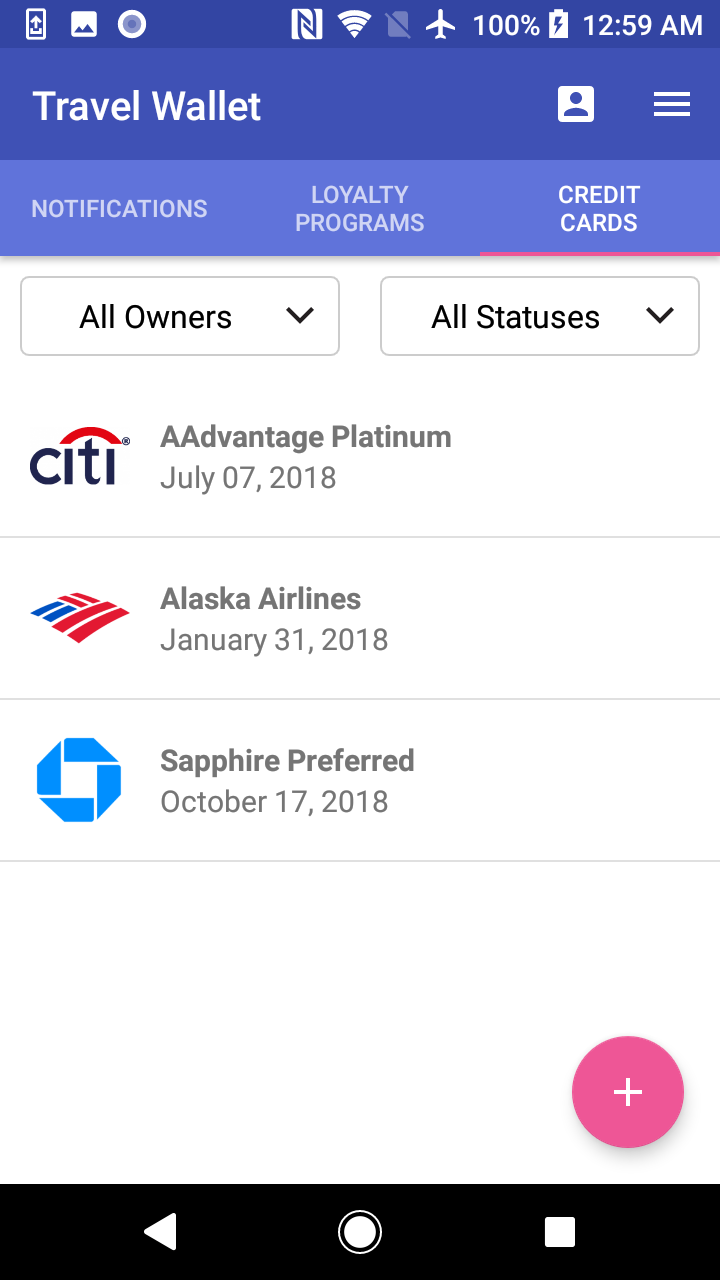 100% 12:59 AM
Travel Wallet
NOTIFICATIONS
LOYALTY
PROGRAMS
CREDIT
CARDS
All Owners
All Statuses
citi®
AAdvantage Platinum
July 07, 2018
Alaska Airlines
January 31, 2018
Sapphire Preferred
October 17, 2018